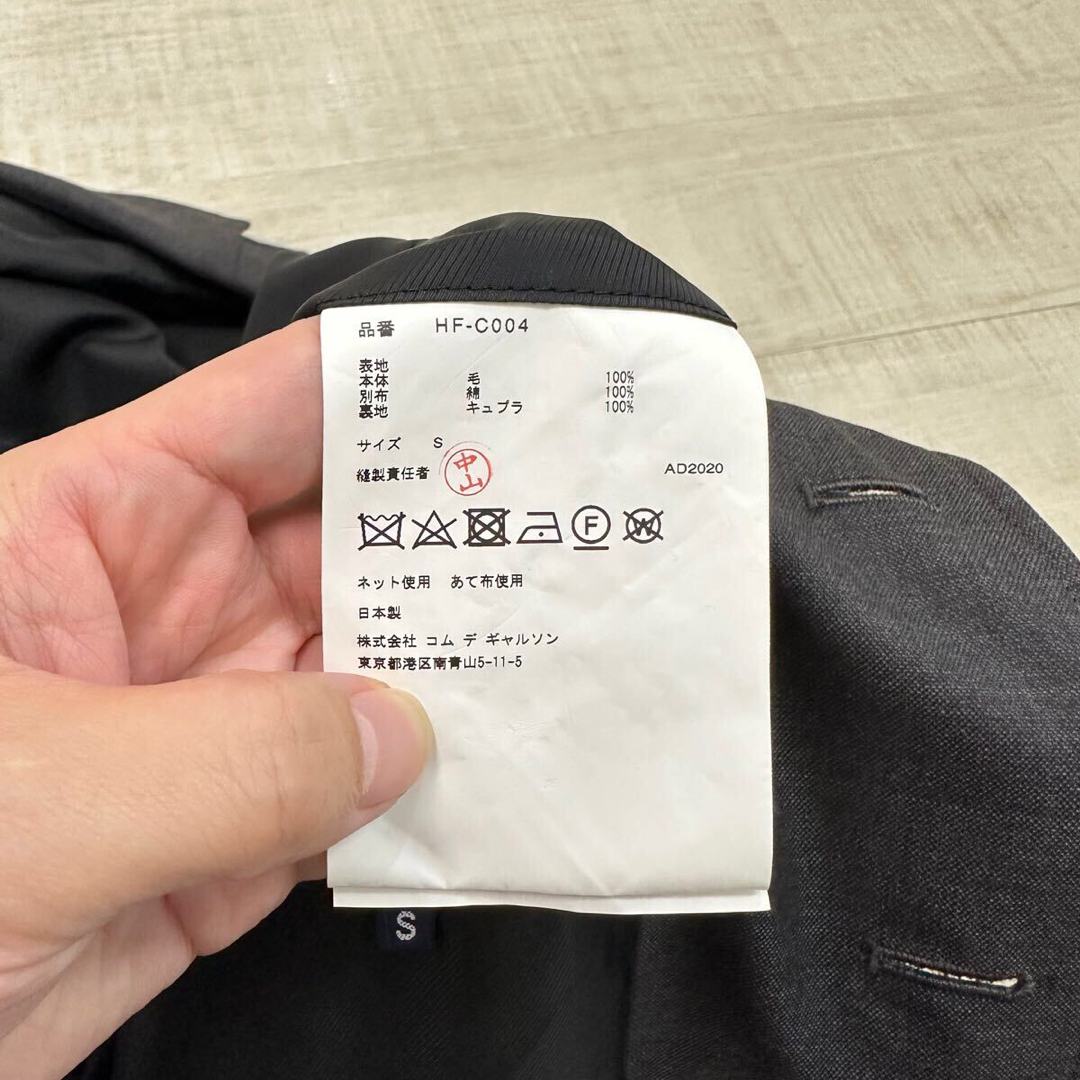 品番 HF-C004
表地
本体 毛 100%
別布 綿 100%
裏地 キュプラ 100%
サイズ S
縫製責任者 中山 AD2020
F W
ネット使用 あて布使用
日本製
株式会社 コム デ ギャルソン
東京都港区南青山5-11-5
S